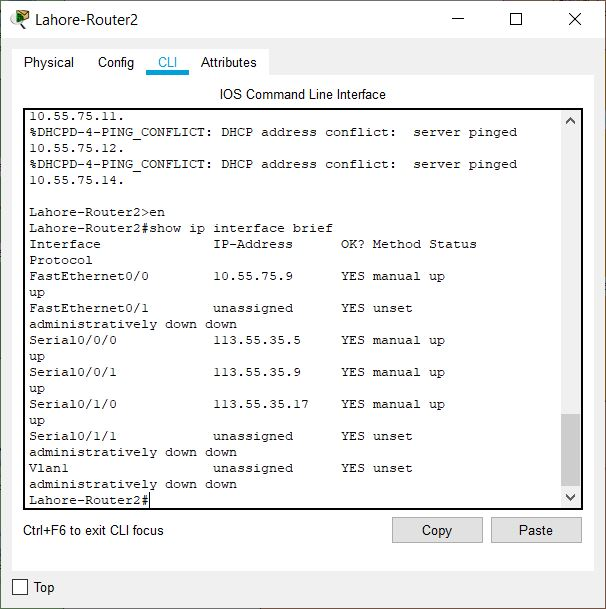 Lahore-Router2
Physical Config CLI Attributes
IOS Command Line Interface
10.55.75.11.
%DHCPD-4-PING_CONFLICT: DHCP address conflict:  server pinged
10.55.75.12.
%DHCPD-4-PING_CONFLICT: DHCP address conflict:  server pinged
10.55.75.14.
Lahore-Router2>en
Lahore-Router2#show ip interface brief
Interface              IP-Address      OK? Method Status
Protocol
FastEthernet0/0        10.55.75.9      YES manual up
up
FastEthernet0/1        unassigned      YES unset
administratively down down
Serial0/0/0            113.55.35.5     YES manual up
up
Serial0/0/1            113.55.35.9     YES manual up
up
Serial0/1/0            113.55.35.17    YES manual up
up
Serial0/1/1            unassigned      YES unset
administratively down down
Vlan1                  unassigned      YES unset
administratively down down
Lahore-Router2#
Ctrl+F6 to exit CLI focus Copy Paste
Top